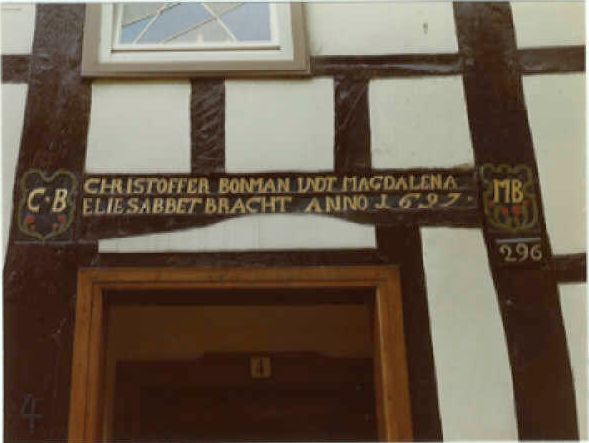 C·B
CHRISTOFFER BONMAN UNDT MAGDALENA
ELIESABBET BRACHT ANNO 1697·
MB
296
4
4